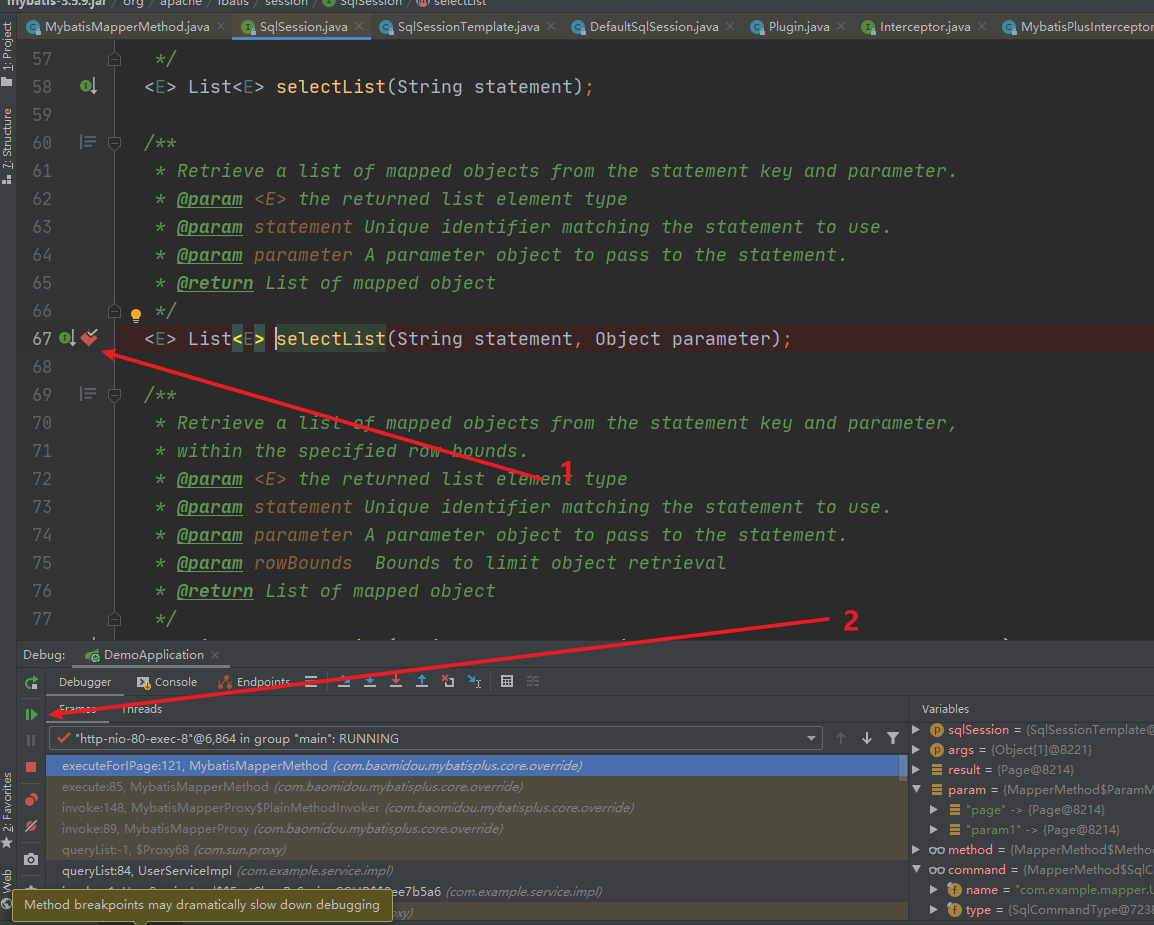 mybatis-3.5.9.jar / org / apache / ibatis / session / SqlSession / selectList
MybatisMapperMethod.java SqlSession.java SqlSessionTemplate.java DefaultSqlSession.java Plugin.java Interceptor.java MybatisPlusInterceptor
1: Project
7: Structure
2: Favorites
Web
57 */
58 <E> List<E> selectList(String statement);
59
60 /**
61 * Retrieve a list of mapped objects from the statement key and parameter.
62 * @param <E> the returned list element type
63 * @param statement Unique identifier matching the statement to use.
64 * @param parameter A parameter object to pass to the statement.
65 * @return List of mapped object
66 */
67 <E> List<E> selectList(String statement, Object parameter);
68
69 /**
70 * Retrieve a list of mapped objects from the statement key and parameter,
71 * within the specified row bounds.
1
72 * @param <E> the returned list element type
73 * @param statement Unique identifier matching the statement to use.
74 * @param parameter A parameter object to pass to the statement.
75 * @param rowBounds Bounds to limit object retrieval
76 * @return List of mapped object
77 */
2
Debug: DemoApplication
Debugger Console Endpoints
Frames Threads
"http-nio-80-exec-8"@6,864 in group "main": RUNNING
executeForIPage:121, MybatisMapperMethod (com.baomidou.mybatisplus.core.override)
execute:85, MybatisMapperMethod (com.baomidou.mybatisplus.core.override)
invoke:148, MybatisMapperProxy$PlainMethodInvoker (com.baomidou.mybatisplus.core.override)
invoke:89, MybatisMapperProxy (com.baomidou.mybatisplus.core.override)
queryList:-1, $Proxy68 (com.sun.proxy)
queryList:84, UserServiceImpl (com.example.service.impl)
ee7b5a6 (com.example.service.impl)
Method breakpoints may dramatically slow down debugging
Variables
sqlSession = {SqlSessionTemplate@
args = {Object[1]@8221}
result = {Page@8214}
param = {MapperMethod$ParamM
"page" -> {Page@8214}
"param1" -> {Page@8214}
method = {MapperMethod$Metho
command = {MapperMethod$SqlC
name = "com.example.mapper.U
type = {SqlCommandType@7238